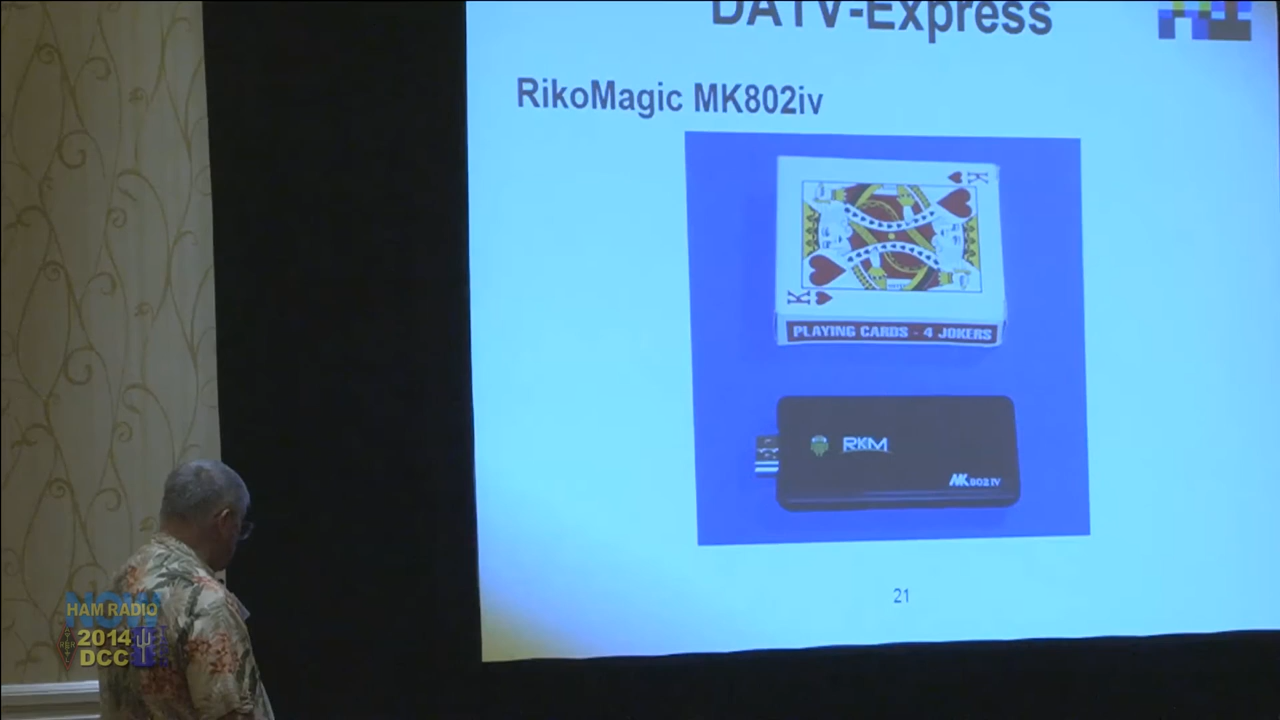 DATV-Express
RikoMagic MK802iv
K
K
PLAYING CARDS - 4 JOKERS
RKM
MK802IV
21
NOW
HAM RADIO
2014
DCC